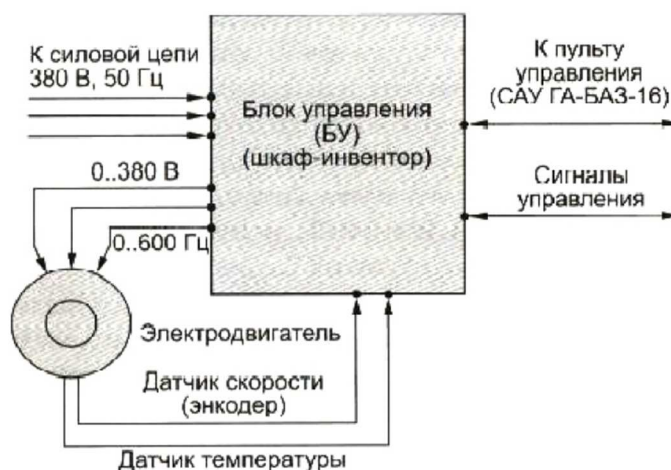 К силовой цепи
380 В, 50 Гц
Блок управления
(БУ)
(шкаф-инвентор)
К пульту
управления
(САУ ГА-БАЗ-16)
0..380 В
Сигналы
управления
0..600 Гц
Электродвигатель
Датчик скорости
(энкодер)
Датчик температуры